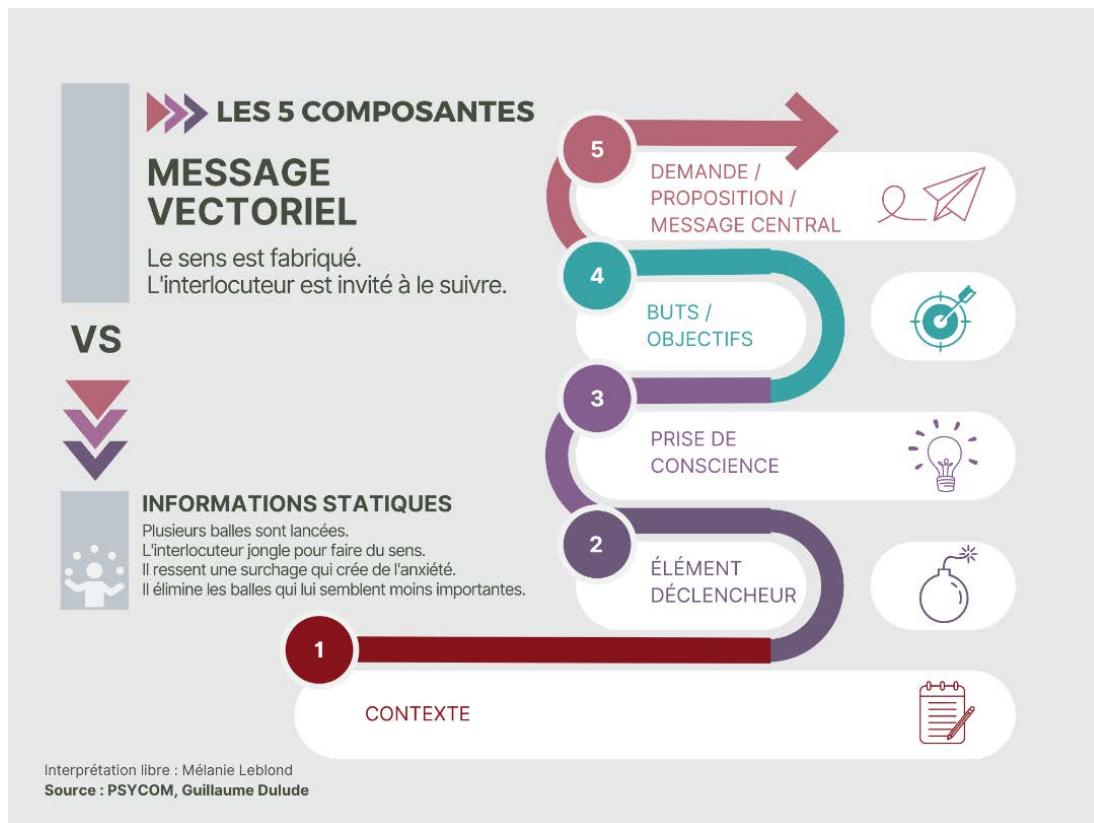 LES 5 COMPOSANTES
MESSAGE
VECTORIEL
Le sens est fabriqué.
L'interlocuteur est invité à le suivre.
VS
INFORMATIONS STATIQUES
Plusieurs balles sont lancées.
L'interlocuteur jongle pour faire du sens.
Il ressent une surchage qui crée de l'anxiété.
Il élimine les balles qui lui semblent moins importantes.
5
DEMANDE /
PROPOSITION /
MESSAGE CENTRAL
4
BUTS /
OBJECTIFS
3
PRISE DE
CONSCIENCE
2
ÉLÉMENT
DÉCLENCHEUR
1
CONTEXTE
Interprétation libre : Mélanie Leblond
Source : PSYCOM, Guillaume Dulude